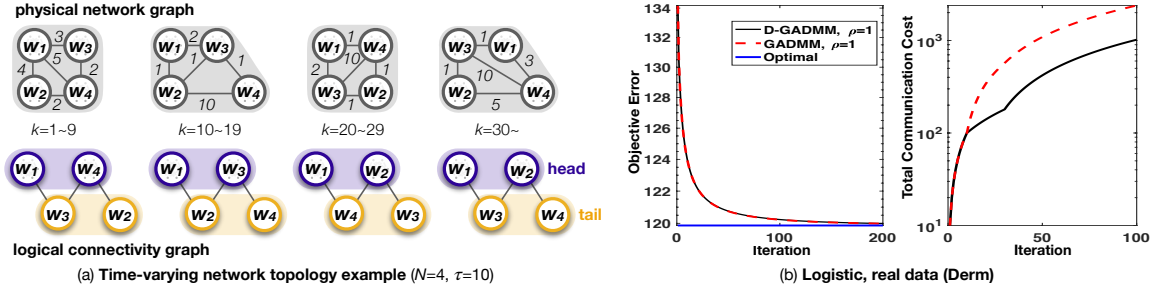 physical network graph
w1 3 w3
4 5 2
w2 2 w4
k=1~9
w1 2 w3
1 1 1
w2 10 w4
k=10~19
w1 1 w4
2 10 1
w3 1 w2
k=20~29
w3 1 w1
10 3
w2 5 w4
k=30~
w1 w4
w3 w2
w1 w3
w2 w4
w1 w2
w4 w3
w1 w2 head
w3 w4 tail
logical connectivity graph
(a) Time-varying network topology example (N=4, τ=10)
Objective Error
134
132
130
128
126
124
122
120
0 50 100 150 200
Iteration
D-GADMM, ρ=1
GADMM, ρ=1
Optimal
Total Communication Cost
10^3
10^2
10^1
0 50 100
Iteration
(b) Logistic, real data (Derm)